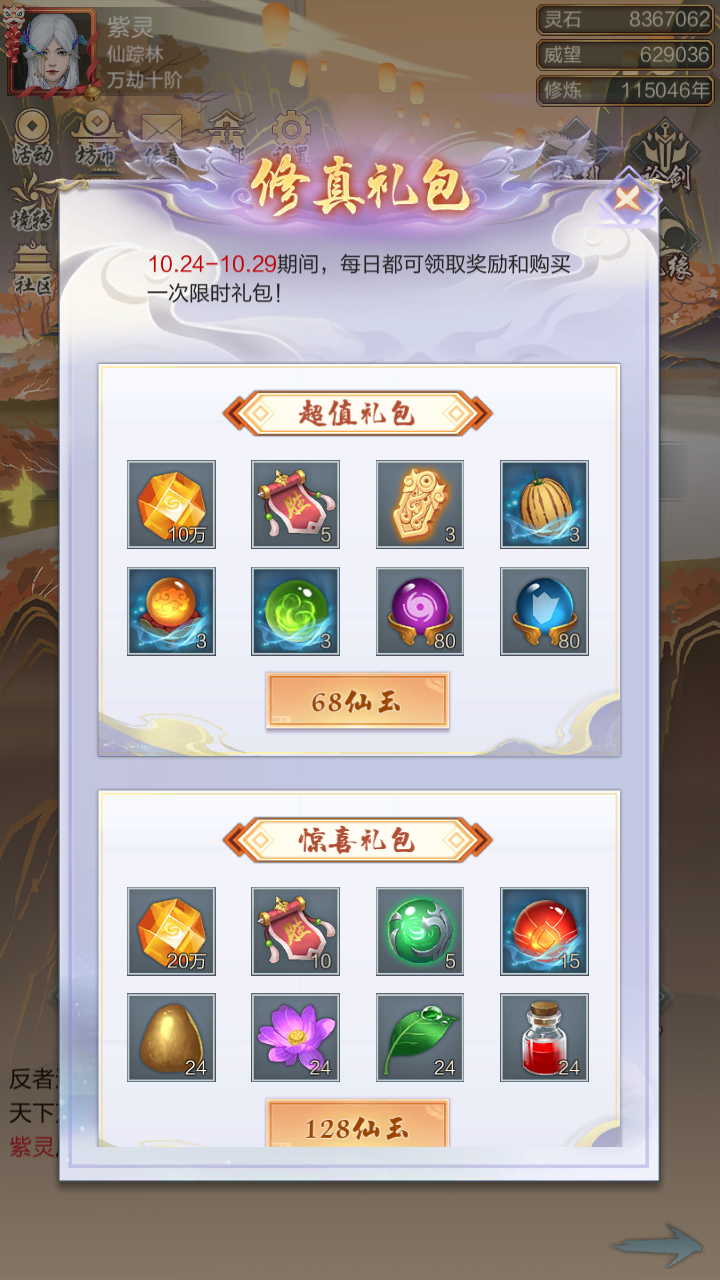 紫灵
仙踪林
万劫十阶
灵石 8367062
威望 629036
修炼 115046年
活动 坊市
境转
社区
论剑
缘
修真礼包
10.24-10.29期间，每日都可领取奖励和购买
一次限时礼包！
超值礼包
10万 5 3 3
3 3 80 80
68仙玉
惊喜礼包
20万 10 5 15
24 24 24 24
128仙玉
反者
天下
紫灵